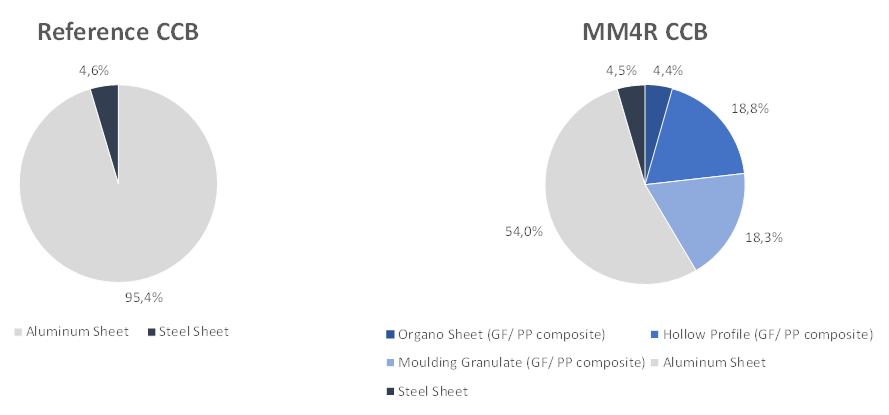 Reference CCB
4,6%
95,4%
Aluminum Sheet
Steel Sheet
MM4R CCB
4,5%
4,4%
18,8%
54,0%
18,3%
Organo Sheet (GF/ PP composite)
Hollow Profile (GF/ PP composite)
Moulding Granulate (GF/ PP composite)
Aluminum Sheet
Steel Sheet